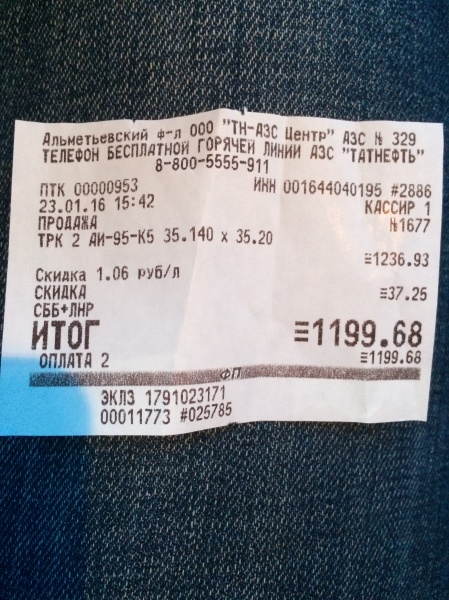 Альметьевский ф-л ООО "ТН-АЗС Центр" АЗС № 329
ТЕЛЕФОН БЕСПЛАТНОЙ ГОРЯЧЕЙ ЛИНИИ АЗС "ТАТНЕФТЬ"
8-800-5555-911
ПТК 00000953 ИНН 001644040195 #2886
23.01.16 15:42 КАССИР 1
ПРОДАЖА №1677
ТРК 2 АИ-95-К5 35.140 x 35.20
≡1236.93
Скидка 1.06 руб/л
СКИДКА ≡37.25
СББ+ЛНР
ИТОГ ≡1199.68
ОПЛАТА 2 ≡1199.68
ФП
ЭКЛЗ 1791023171
00011773 #025785